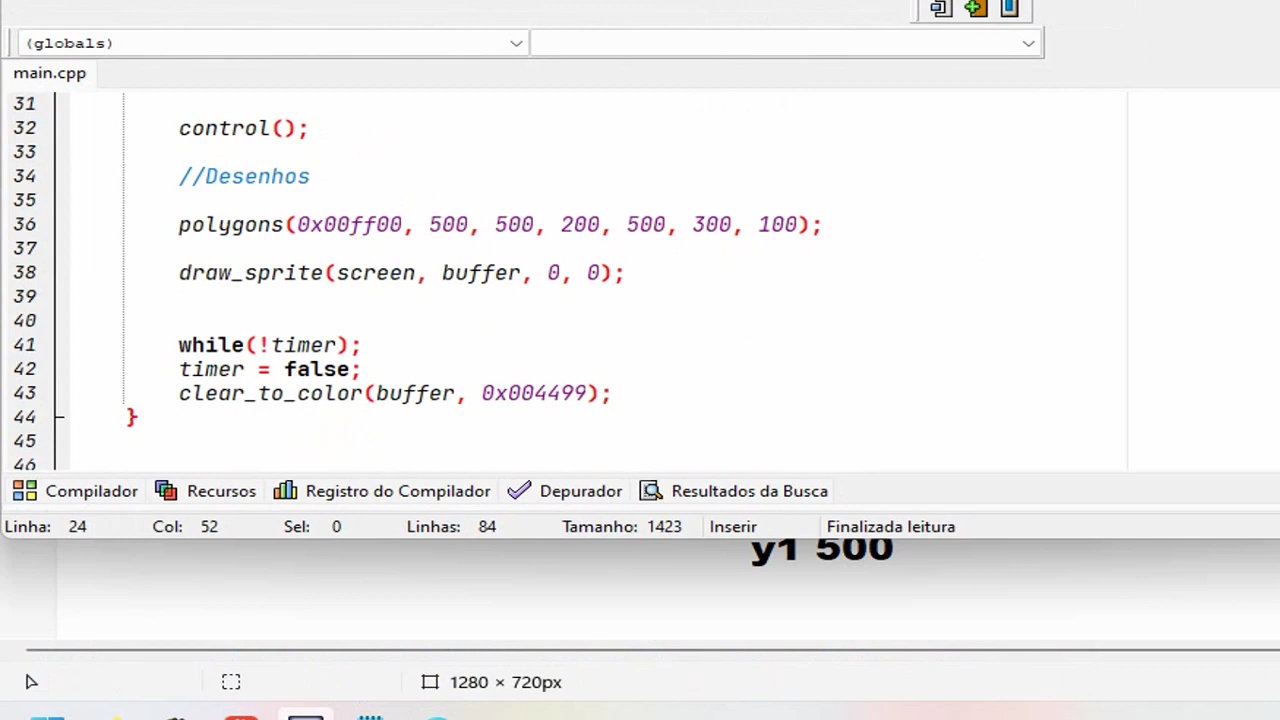 (globals)
main.cpp
31
32 control();
33
34 //Desenhos
35
36 polygons(0x00ff00, 500, 500, 200, 500, 300, 100);
37
38 draw_sprite(screen, buffer, 0, 0);
39
40
41 while(!timer);
42 timer = false;
43 clear_to_color(buffer, 0x004499);
44 }
45
46
Compilador Recursos Registro do Compilador Depurador Resultados da Busca
Linha: 24 Col: 52 Sel: 0 Linhas: 84 Tamanho: 1423 Inserir Finalizada leitura
y1 500
1280 × 720px